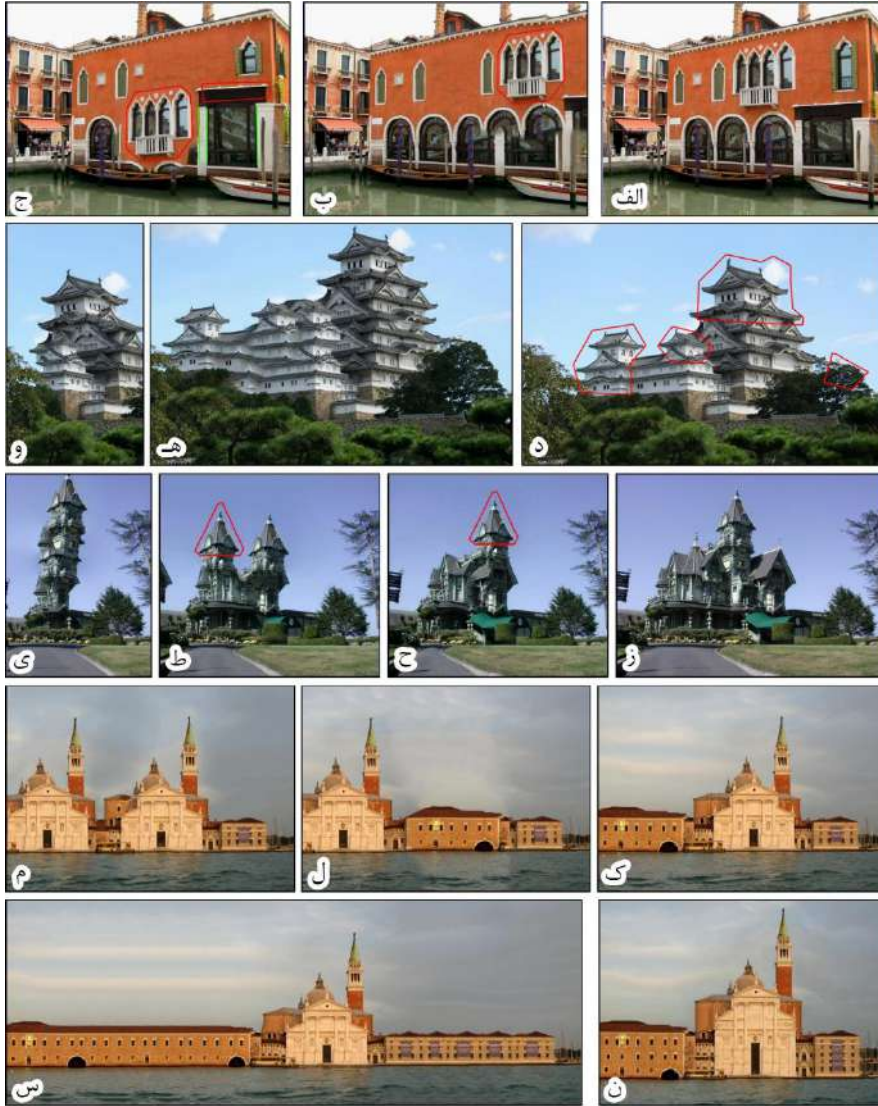 الف ب ج
د هـ و
ز ح ط ی
ک ل م
ن س